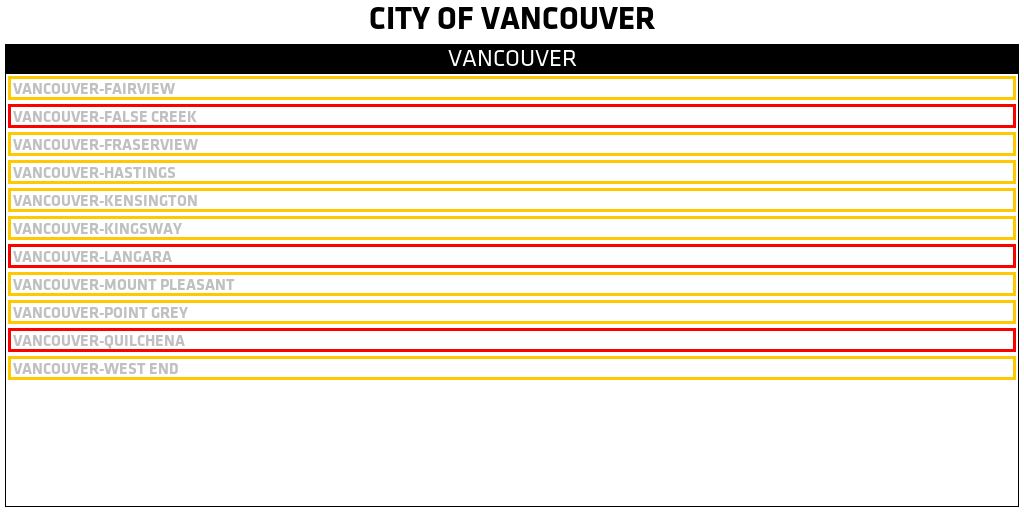 CITY OF VANCOUVER
VANCOUVER
VANCOUVER-FAIRVIEW
VANCOUVER-FALSE CREEK
VANCOUVER-FRASERVIEW
VANCOUVER-HASTINGS
VANCOUVER-KENSINGTON
VANCOUVER-KINGSWAY
VANCOUVER-LANGARA
VANCOUVER-MOUNT PLEASANT
VANCOUVER-POINT GREY
VANCOUVER-QUILCHENA
VANCOUVER-WEST END